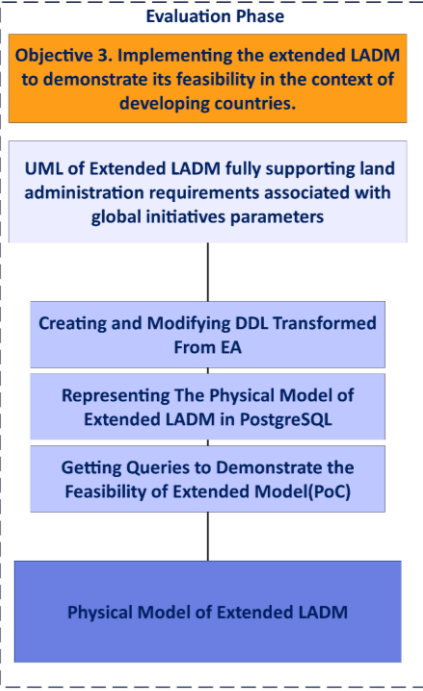 Evaluation Phase
Objective 3. Implementing the extended LADM
to demonstrate its feasibility in the context of
developing countries.
UML of Extended LADM fully supporting land
administration requirements associated with
global initiatives parameters
Creating and Modifying DDL Transformed
From EA
Representing The Physical Model of
Extended LADM in PostgreSQL
Getting Queries to Demonstrate the
Feasibility of Extended Model(PoC)
Physical Model of Extended LADM